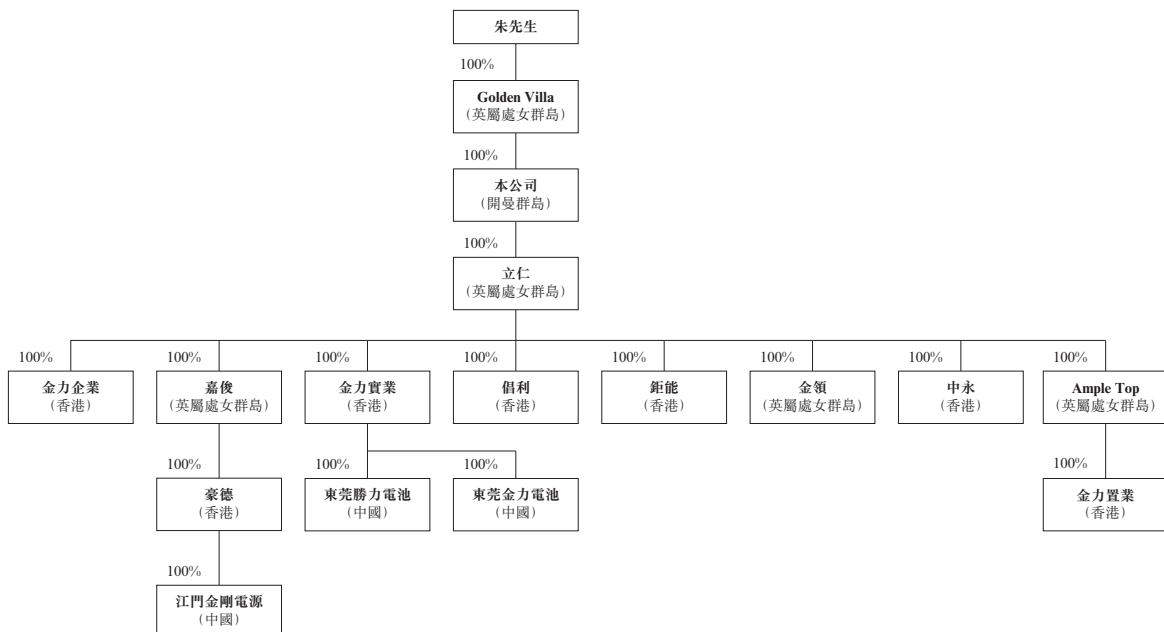 朱先生
100%
Golden Villa
（英屬處女群島）
100%
本公司
（開曼群島）
100%
立仁
（英屬處女群島）
100%
100%
100%
100%
100%
100%
100%
100%
金力企業
（香港）
嘉俊
（英屬處女群島）
金力實業
（香港）
倡利
（香港）
鉅能
（香港）
金領
（英屬處女群島）
中永
（香港）
Ample Top
（英屬處女群島）
100%
100%
100%
100%
豪德
（香港）
東莞勝力電池
（中國）
東莞金力電池
（中國）
金力置業
（香港）
100%
江門金剛電源
（中國）